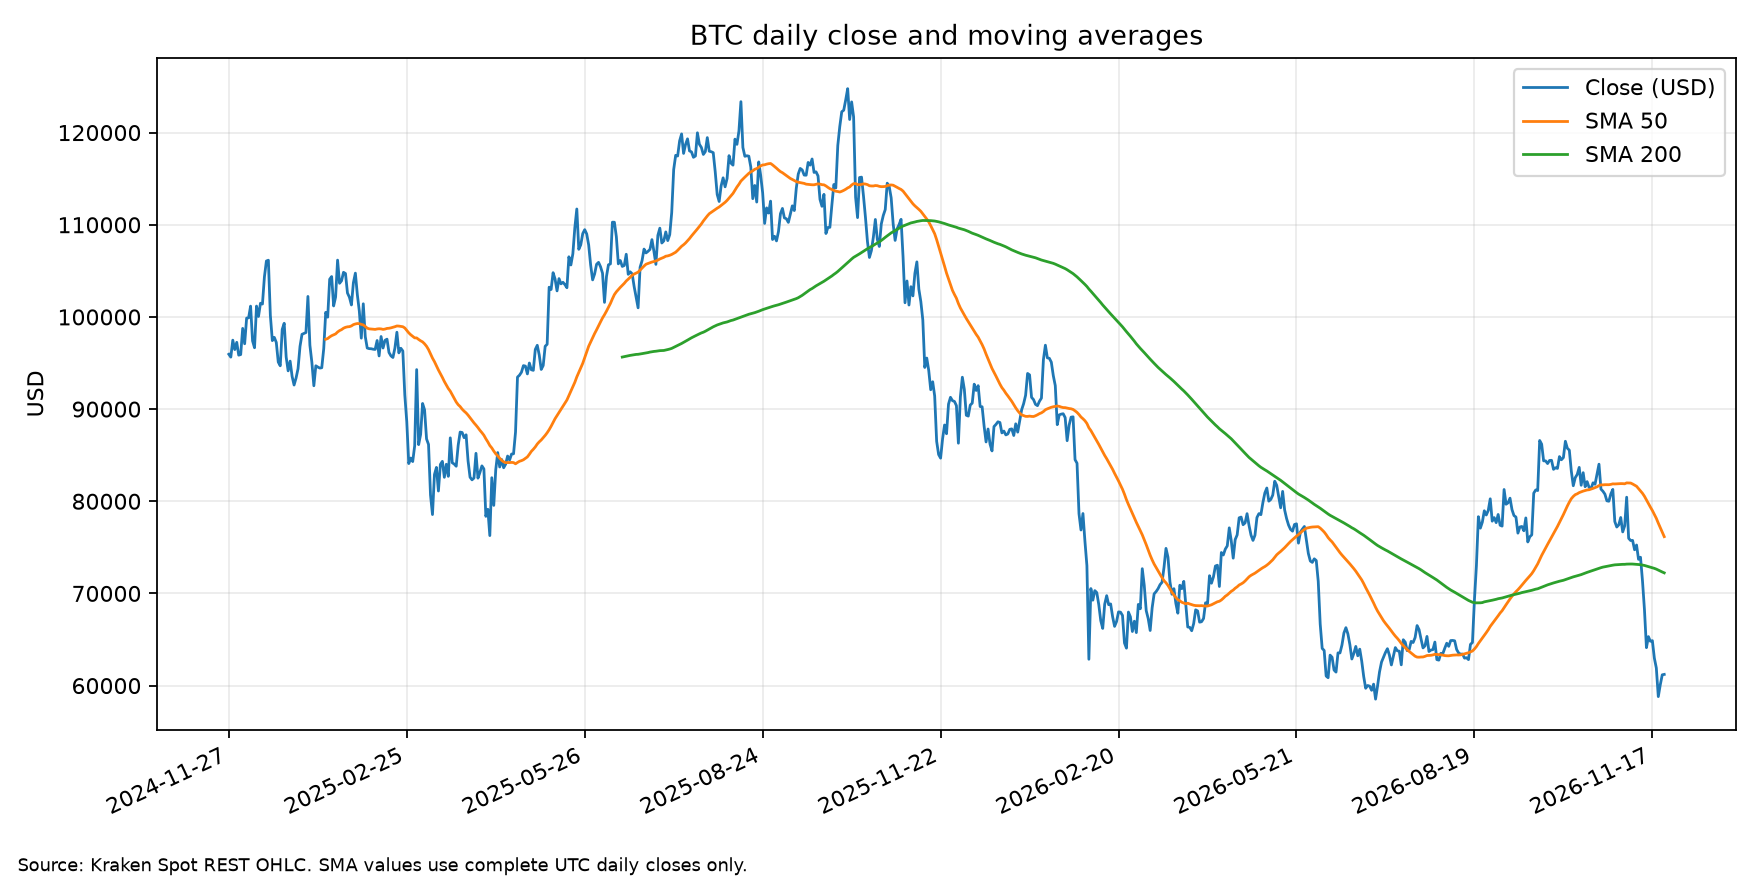 BTC daily close and moving averages
Close (USD)
SMA 50
SMA 200
USD
120000
110000
100000
90000
80000
70000
60000
2024-11-27
2025-02-25
2025-05-26
2025-08-24
2025-11-22
2026-02-20
2026-05-21
2026-08-19
2026-11-17
Source: Kraken Spot REST OHLC. SMA values use complete UTC daily closes only.